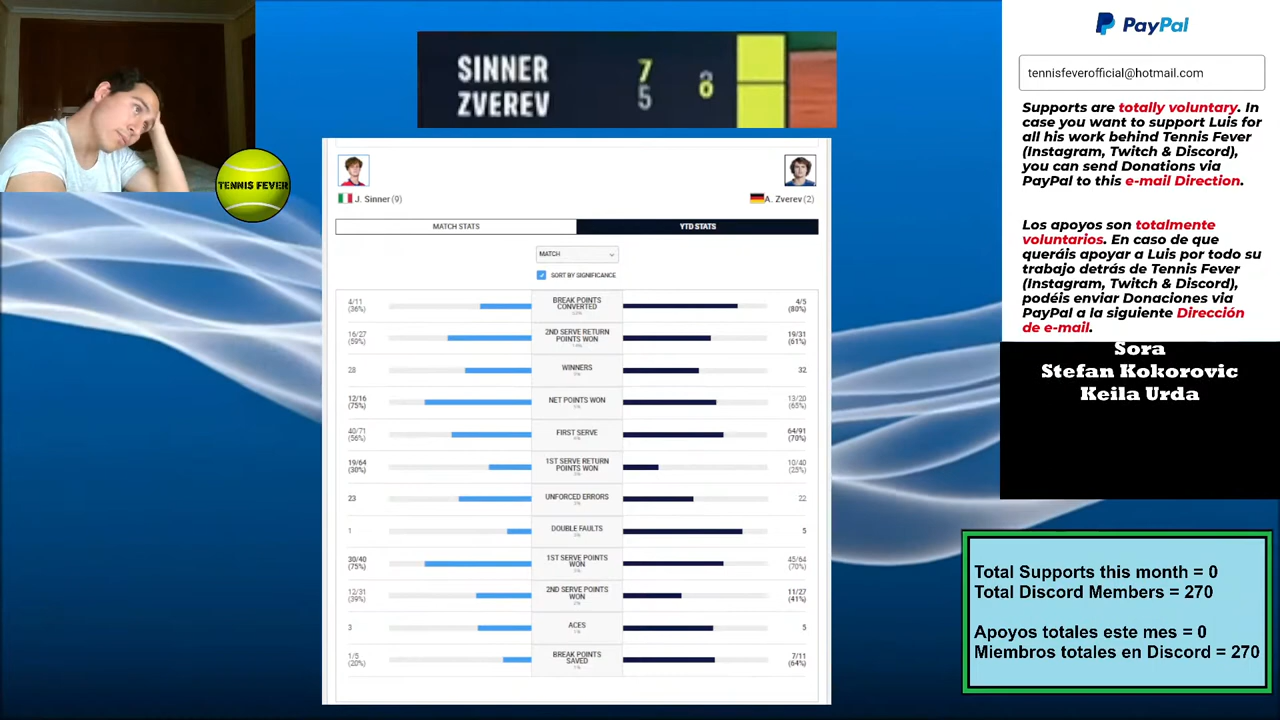 TENNIS FEVER
SINNER 7
ZVEREV 5 0
J. Sinner (9)
A. Zverev (2)
MATCH STATS
YTD STATS
MATCH
SORT BY SIGNIFICANCE
4/11
(36%)
BREAK POINTS
CONVERTED
4/5
(80%)
16/27
(59%)
2ND SERVE RETURN
POINTS WON
19/31
(61%)
28
WINNERS
32
12/16
(75%)
NET POINTS WON
13/20
(65%)
40/71
(56%)
FIRST SERVE
64/91
(70%)
19/64
(30%)
1ST SERVE RETURN
POINTS WON
10/40
(25%)
23
UNFORCED ERRORS
22
1
DOUBLE FAULTS
5
30/40
(75%)
1ST SERVE POINTS
WON
45/64
(70%)
12/31
(39%)
2ND SERVE POINTS
WON
11/27
(41%)
3
ACES
5
1/5
(20%)
BREAK POINTS
SAVED
7/11
(64%)
PayPal
tennisfeverofficial@hotmail.com
Supports are totally voluntary. In
case you want to support Luis for
all his work behind Tennis Fever
(Instagram, Twitch & Discord),
you can send Donations via
PayPal to this e-mail Direction.
Los apoyos son totalmente
voluntarios. En caso de que
queráis apoyar a Luis por todo su
trabajo detrás de Tennis Fever
(Instagram, Twitch & Discord),
podéis enviar Donaciones via
PayPal a la siguiente Dirección
de e-mail.
Sora
Stefan Kokorovic
Keila Urda
Total Supports this month = 0
Total Discord Members = 270
Apoyos totales este mes = 0
Miembros totales en Discord = 270